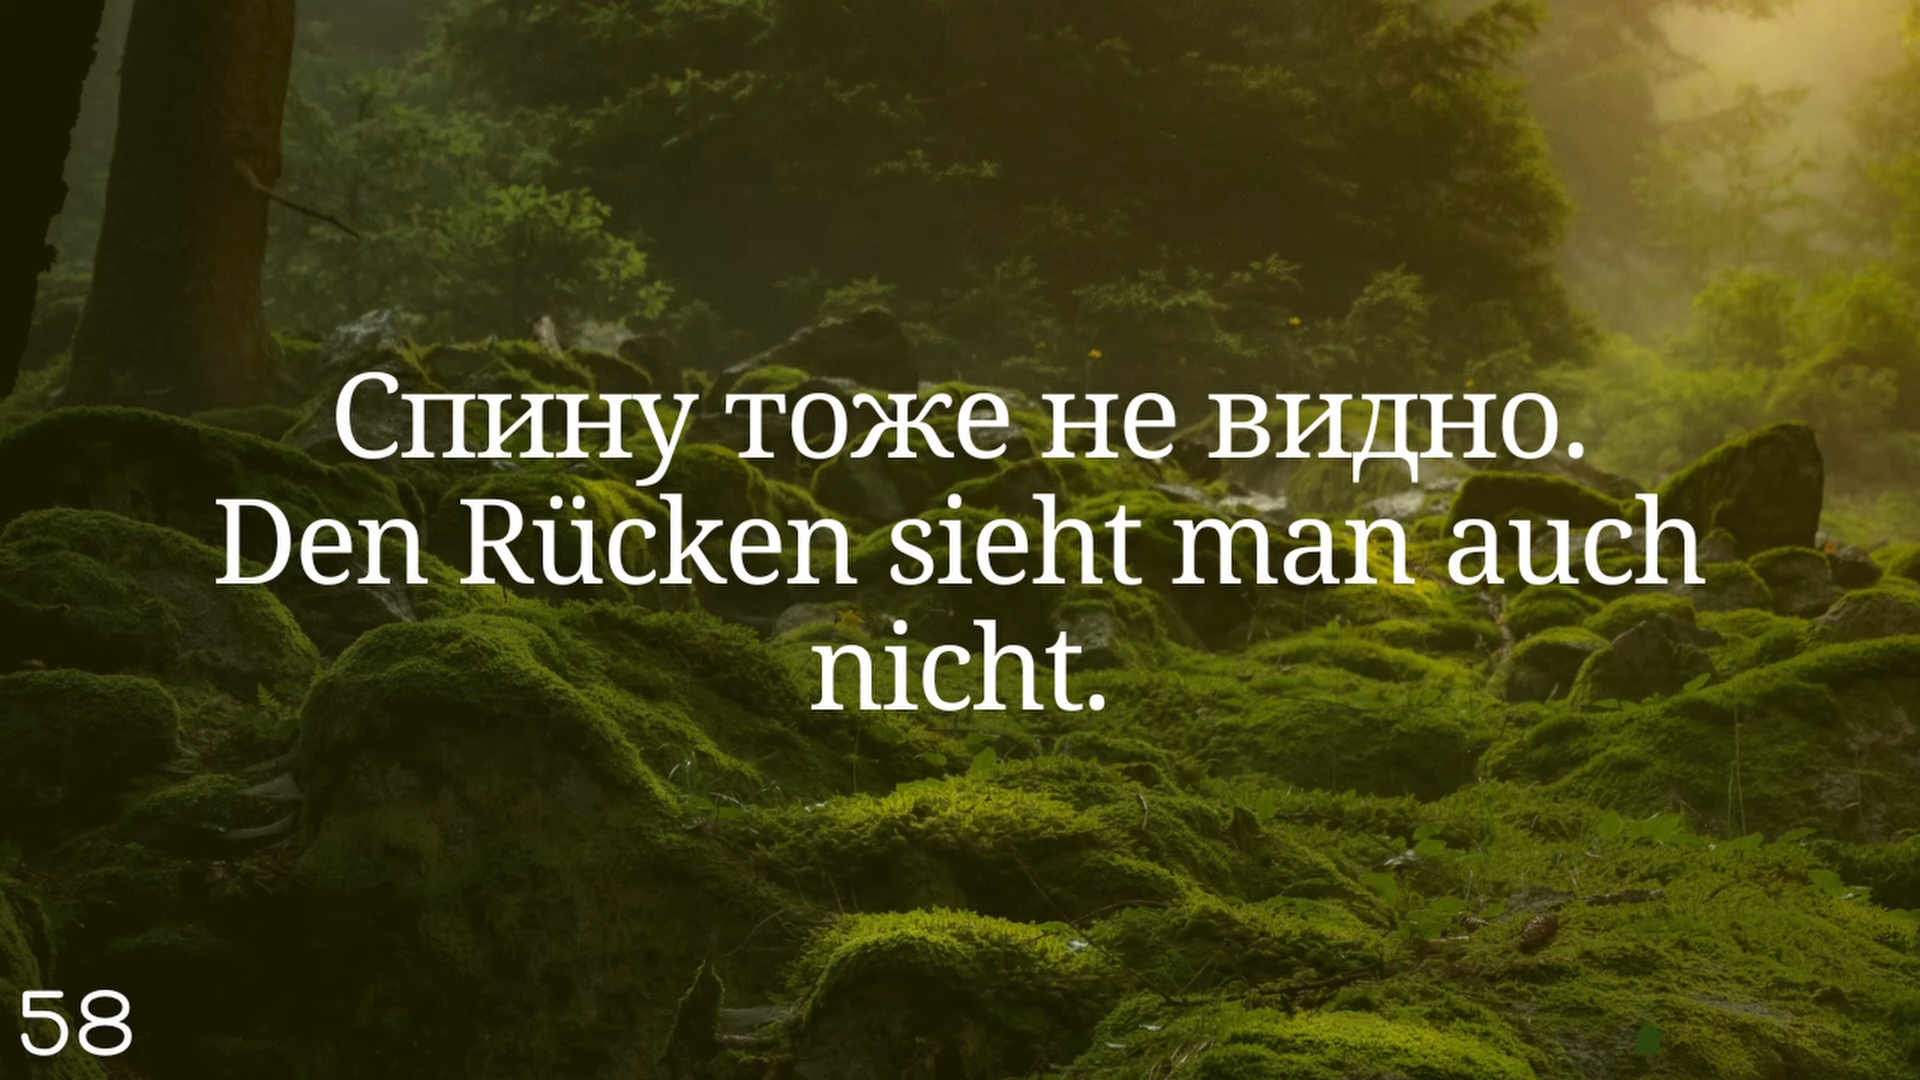 Спину тоже не видно.
Den Rücken sieht man auch
nicht.
58